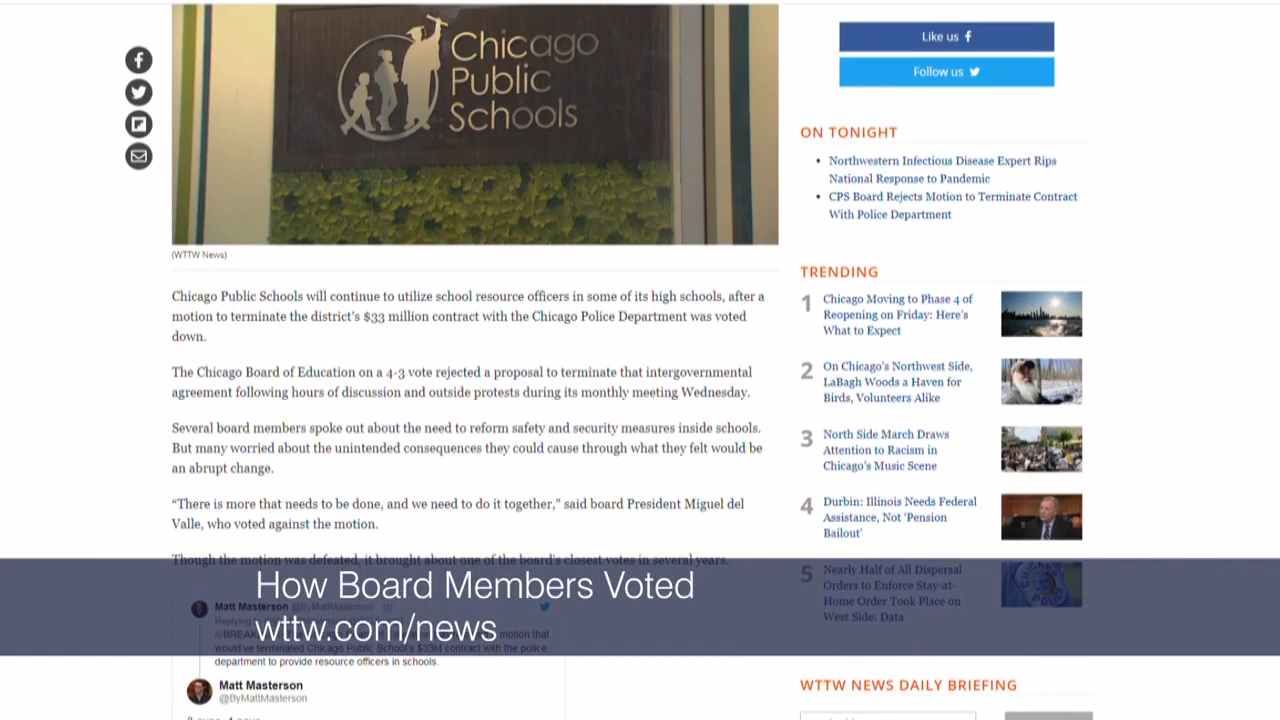 Chicago
Public
Schools
(WTTW News)
Chicago Public Schools will continue to utilize school resource officers in some of its high schools, after a
motion to terminate the district's $33 million contract with the Chicago Police Department was voted
down.
The Chicago Board of Education on a 4-3 vote rejected a proposal to terminate that intergovernmental
agreement following hours of discussion and outside protests during its monthly meeting Wednesday.
Several board members spoke out about the need to reform safety and security measures inside schools.
But many worried about the unintended consequences they could cause through what they felt would be
an abrupt change.
“There is more that needs to be done, and we need to do it together,” said board President Miguel del
Valle, who voted against the motion.
Though the motion was defeated, it brought about one of the board's closest votes in several years.
How Board Members Voted
wttw.com/news
Matt Masterson @ByMattMasterson · 1h
Replying to
///BREAK
motion that
would've terminated Chicago Public School's $33M contract with the police
department to provide resource officers in schools.
Matt Masterson
@ByMattMasterson
Like us
Follow us
ON TONIGHT
• Northwestern Infectious Disease Expert Rips
National Response to Pandemic
• CPS Board Rejects Motion to Terminate Contract
With Police Department
TRENDING
1 Chicago Moving to Phase 4 of
Reopening on Friday: Here's
What to Expect
2 On Chicago's Northwest Side,
LaBagh Woods a Haven for
Birds, Volunteers Alike
3 North Side March Draws
Attention to Racism in
Chicago's Music Scene
4 Durbin: Illinois Needs Federal
Assistance, Not ‘Pension
Bailout’
5 Nearly Half of All Dispersal
Orders to Enforce Stay-at-
Home Order Took Place on
West Side: Data
WTTW NEWS DAILY BRIEFING